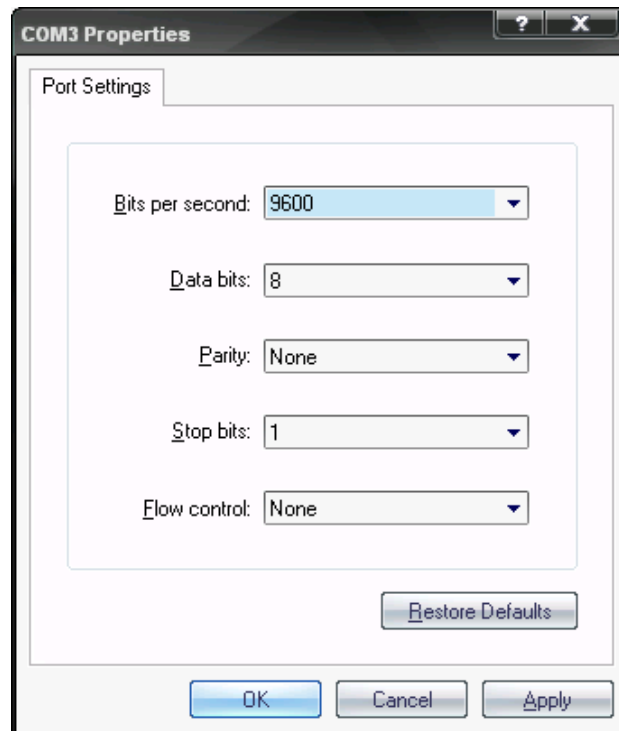 COM3 Properties
?
X
Port Settings
Bits per second: 9600
Data bits: 8
Parity: None
Stop bits: 1
Flow control: None
Restore Defaults
OK Cancel Apply